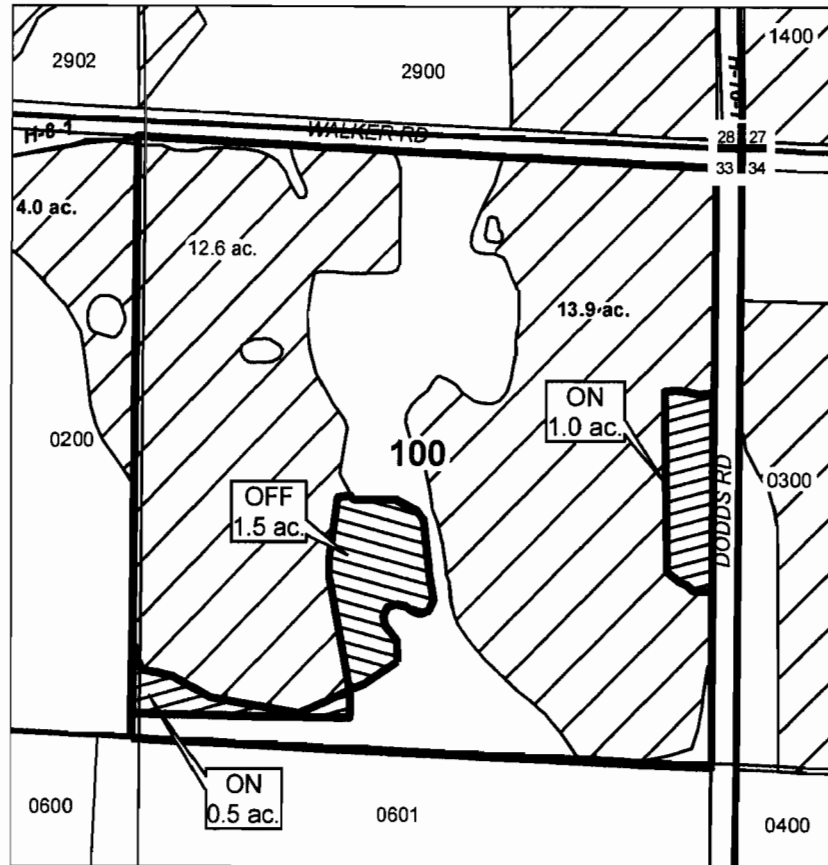 2902
2900
1400
H-10-1
WALKER RD
H-8-1
28 27
33 34
4.0 ac.
12.6 ac.
13.9 ac.
ON
1.0 ac.
0200
100
0300
OFF
1.5 ac.
DODDS RD
ON
0.5 ac.
0600
0601
0400